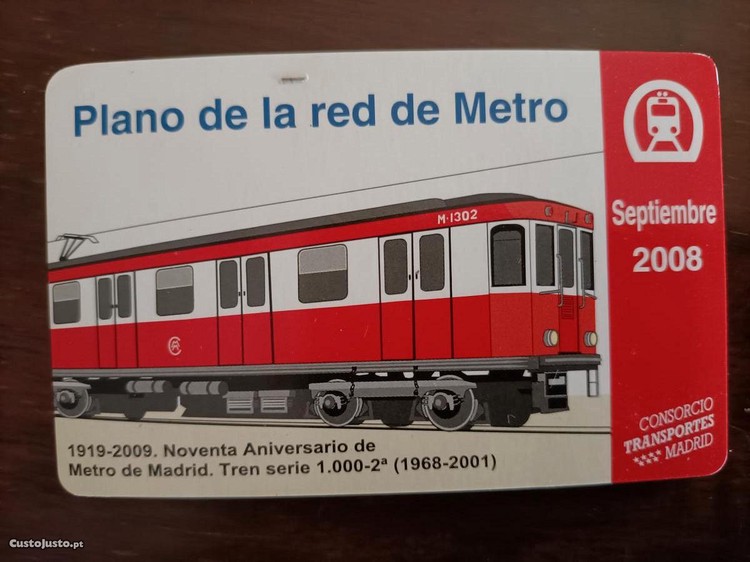 Plano de la red de Metro
M-1302
Septiembre
2008
CONSORCIO
TRANSPORTES
MADRID
1919-2009. Noventa Aniversario de
Metro de Madrid. Tren serie 1.000-2ª (1968-2001)
CustoJusto.pt